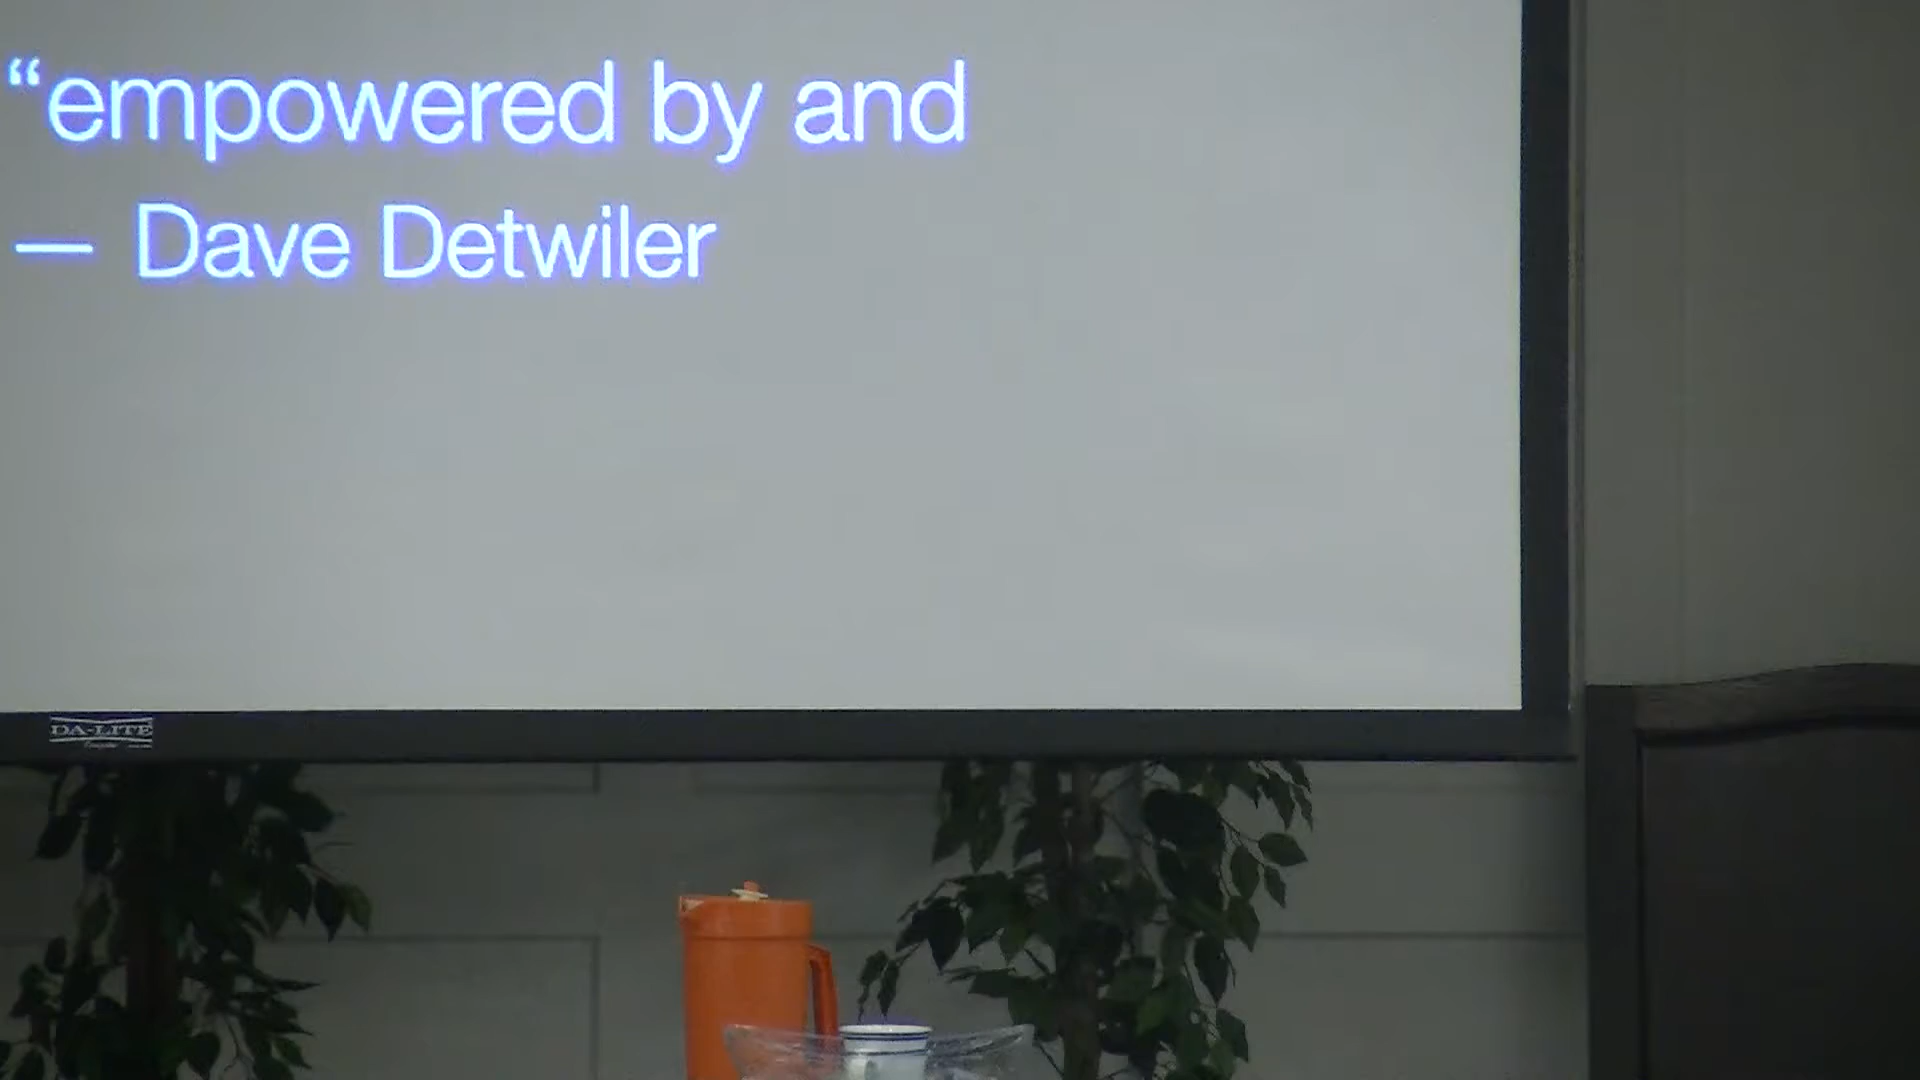 “empowered by and
— Dave Detwiler
DA-LITE